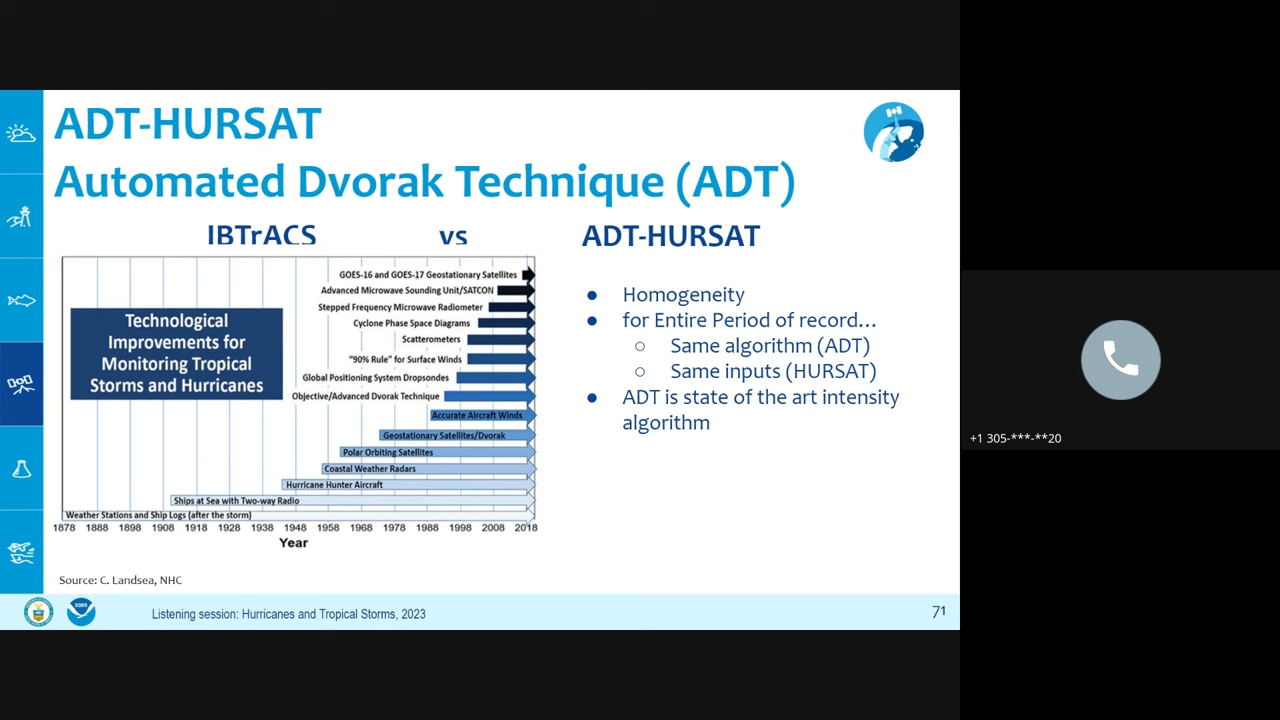 ADT-HURSAT
Automated Dvorak Technique (ADT)
IBTrACS vs ADT-HURSAT
Technological
Improvements for
Monitoring Tropical
Storms and Hurricanes
GOES-16 and GOES-17 Geostationary Satellites
Advanced Microwave Sounding Unit/SATCON
Stepped Frequency Microwave Radiometer
Cyclone Phase Space Diagrams
Scatterometers
"90% Rule" for Surface Winds
Global Positioning System Dropsondes
Objective/Advanced Dvorak Technique
Accurate Aircraft Winds
Geostationary Satellites/Dvorak
Polar Orbiting Satellites
Coastal Weather Radars
Hurricane Hunter Aircraft
Ships at Sea with Two-way Radio
Weather Stations and Ship Logs (after the storm)
1878 1888 1898 1908 1918 1928 1938 1948 1958 1968 1978 1988 1998 2008 2018
Year
● Homogeneity
● for Entire Period of record...
○ Same algorithm (ADT)
○ Same inputs (HURSAT)
● ADT is state of the art intensity
algorithm
Source: C. Landsea, NHC
Listening session: Hurricanes and Tropical Storms, 2023
71
+1 305-***-**20